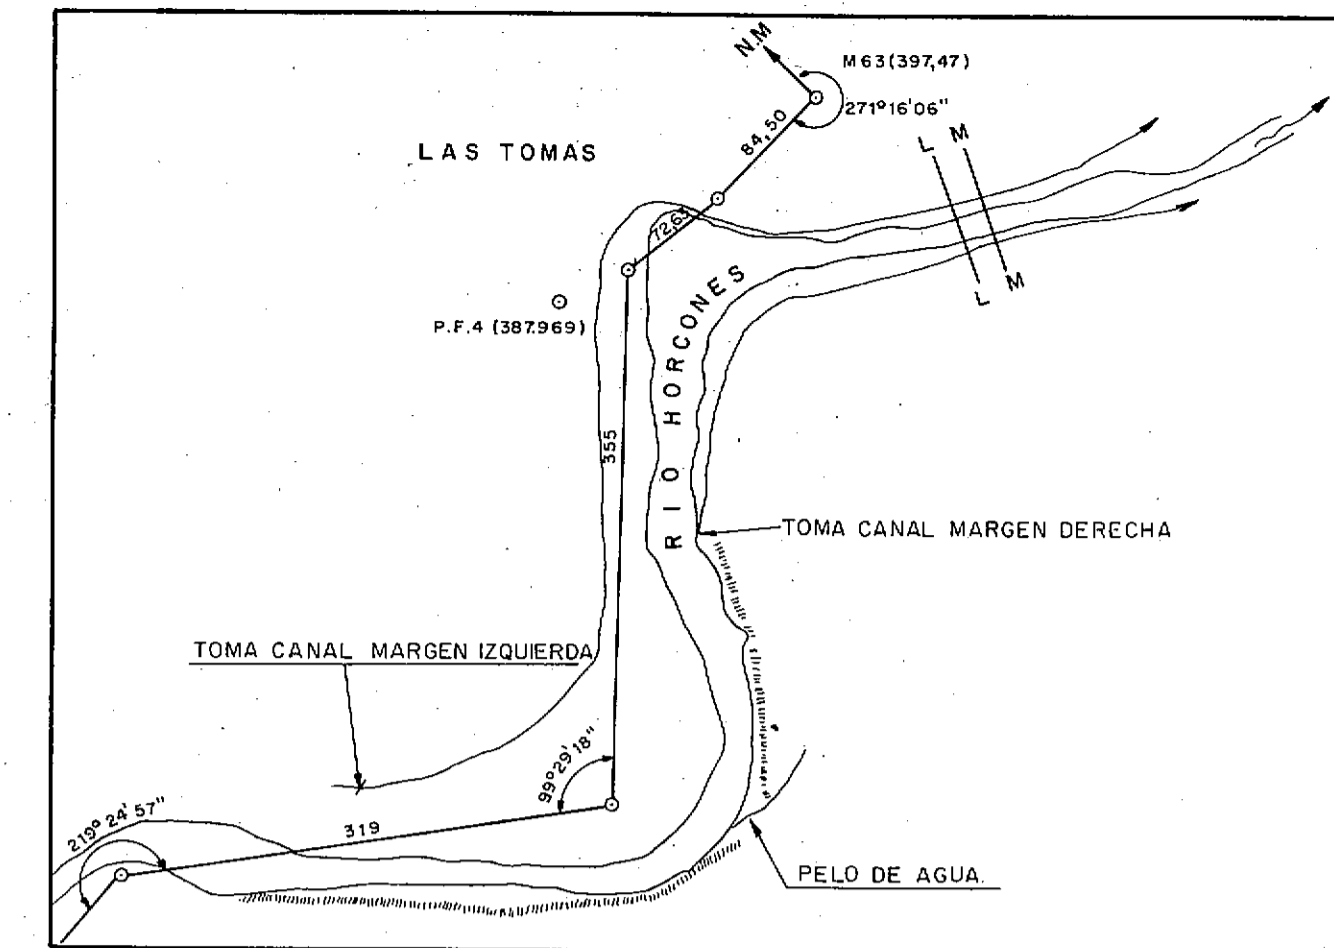 N.M
M 63 (397,47)
271°16'06"
84,50
LAS TOMAS
L M
72,63
L M
P.F.4 (387.969)
RIO HORCONES
355
TOMA CANAL MARGEN DERECHA
TOMA CANAL MARGEN IZQUIERDA
99°29'18"
219°24'57"
319
PELO DE AGUA.